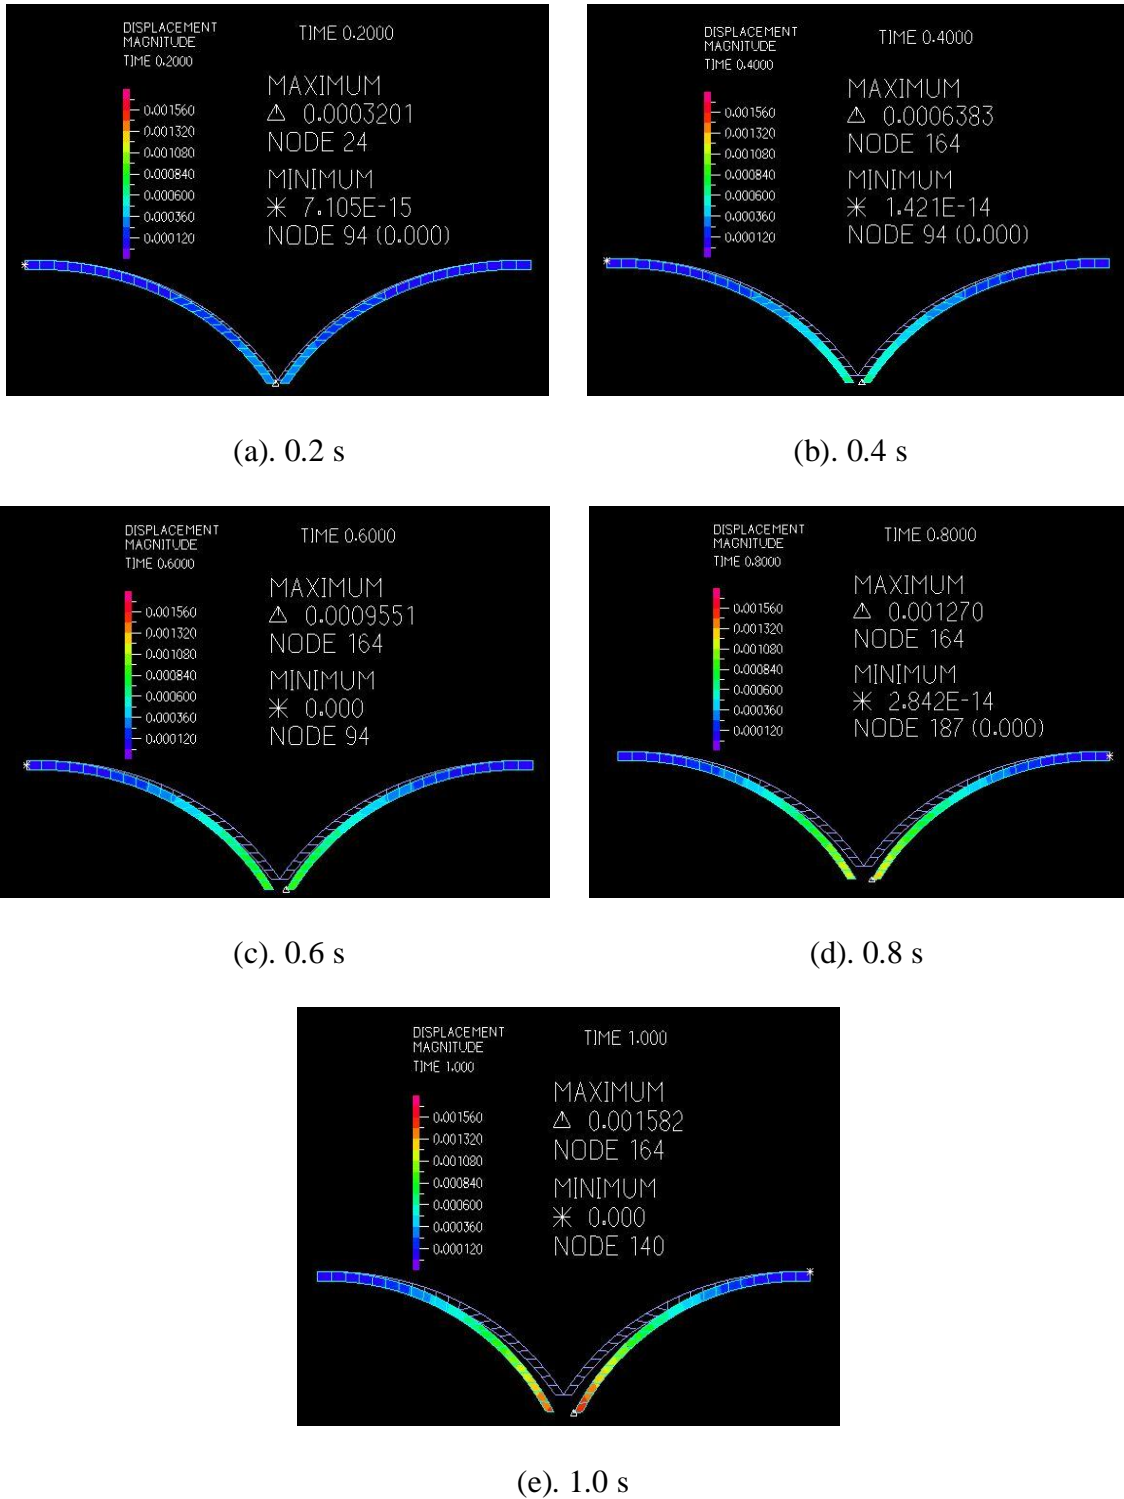 DISPLACEMENT
MAGNITUDE
TIME 0.2000
TIME 0.2000
0.001560
0.001320
0.001080
0.000840
0.000600
0.000360
0.000120
MAXIMUM
0.0003201
NODE 24
MINIMUM
7.105E-15
NODE 94 (0.000)
(a). 0.2 s
DISPLACEMENT
MAGNITUDE
TIME 0.4000
TIME 0.4000
0.001560
0.001320
0.001080
0.000840
0.000600
0.000360
0.000120
MAXIMUM
0.0006383
NODE 164
MINIMUM
1.421E-14
NODE 94 (0.000)
(b). 0.4 s
DISPLACEMENT
MAGNITUDE
TIME 0.6000
TIME 0.6000
0.001560
0.001320
0.001080
0.000840
0.000600
0.000360
0.000120
MAXIMUM
0.0009551
NODE 164
MINIMUM
0.000
NODE 94
(c). 0.6 s
DISPLACEMENT
MAGNITUDE
TIME 0.8000
TIME 0.8000
0.001560
0.001320
0.001080
0.000840
0.000600
0.000360
0.000120
MAXIMUM
0.001270
NODE 164
MINIMUM
2.842E-14
NODE 187 (0.000)
(d). 0.8 s
DISPLACEMENT
MAGNITUDE
TIME 1.000
TIME 1.000
0.001560
0.001320
0.001080
0.000840
0.000600
0.000360
0.000120
MAXIMUM
0.001582
NODE 164
MINIMUM
0.000
NODE 140
(e). 1.0 s